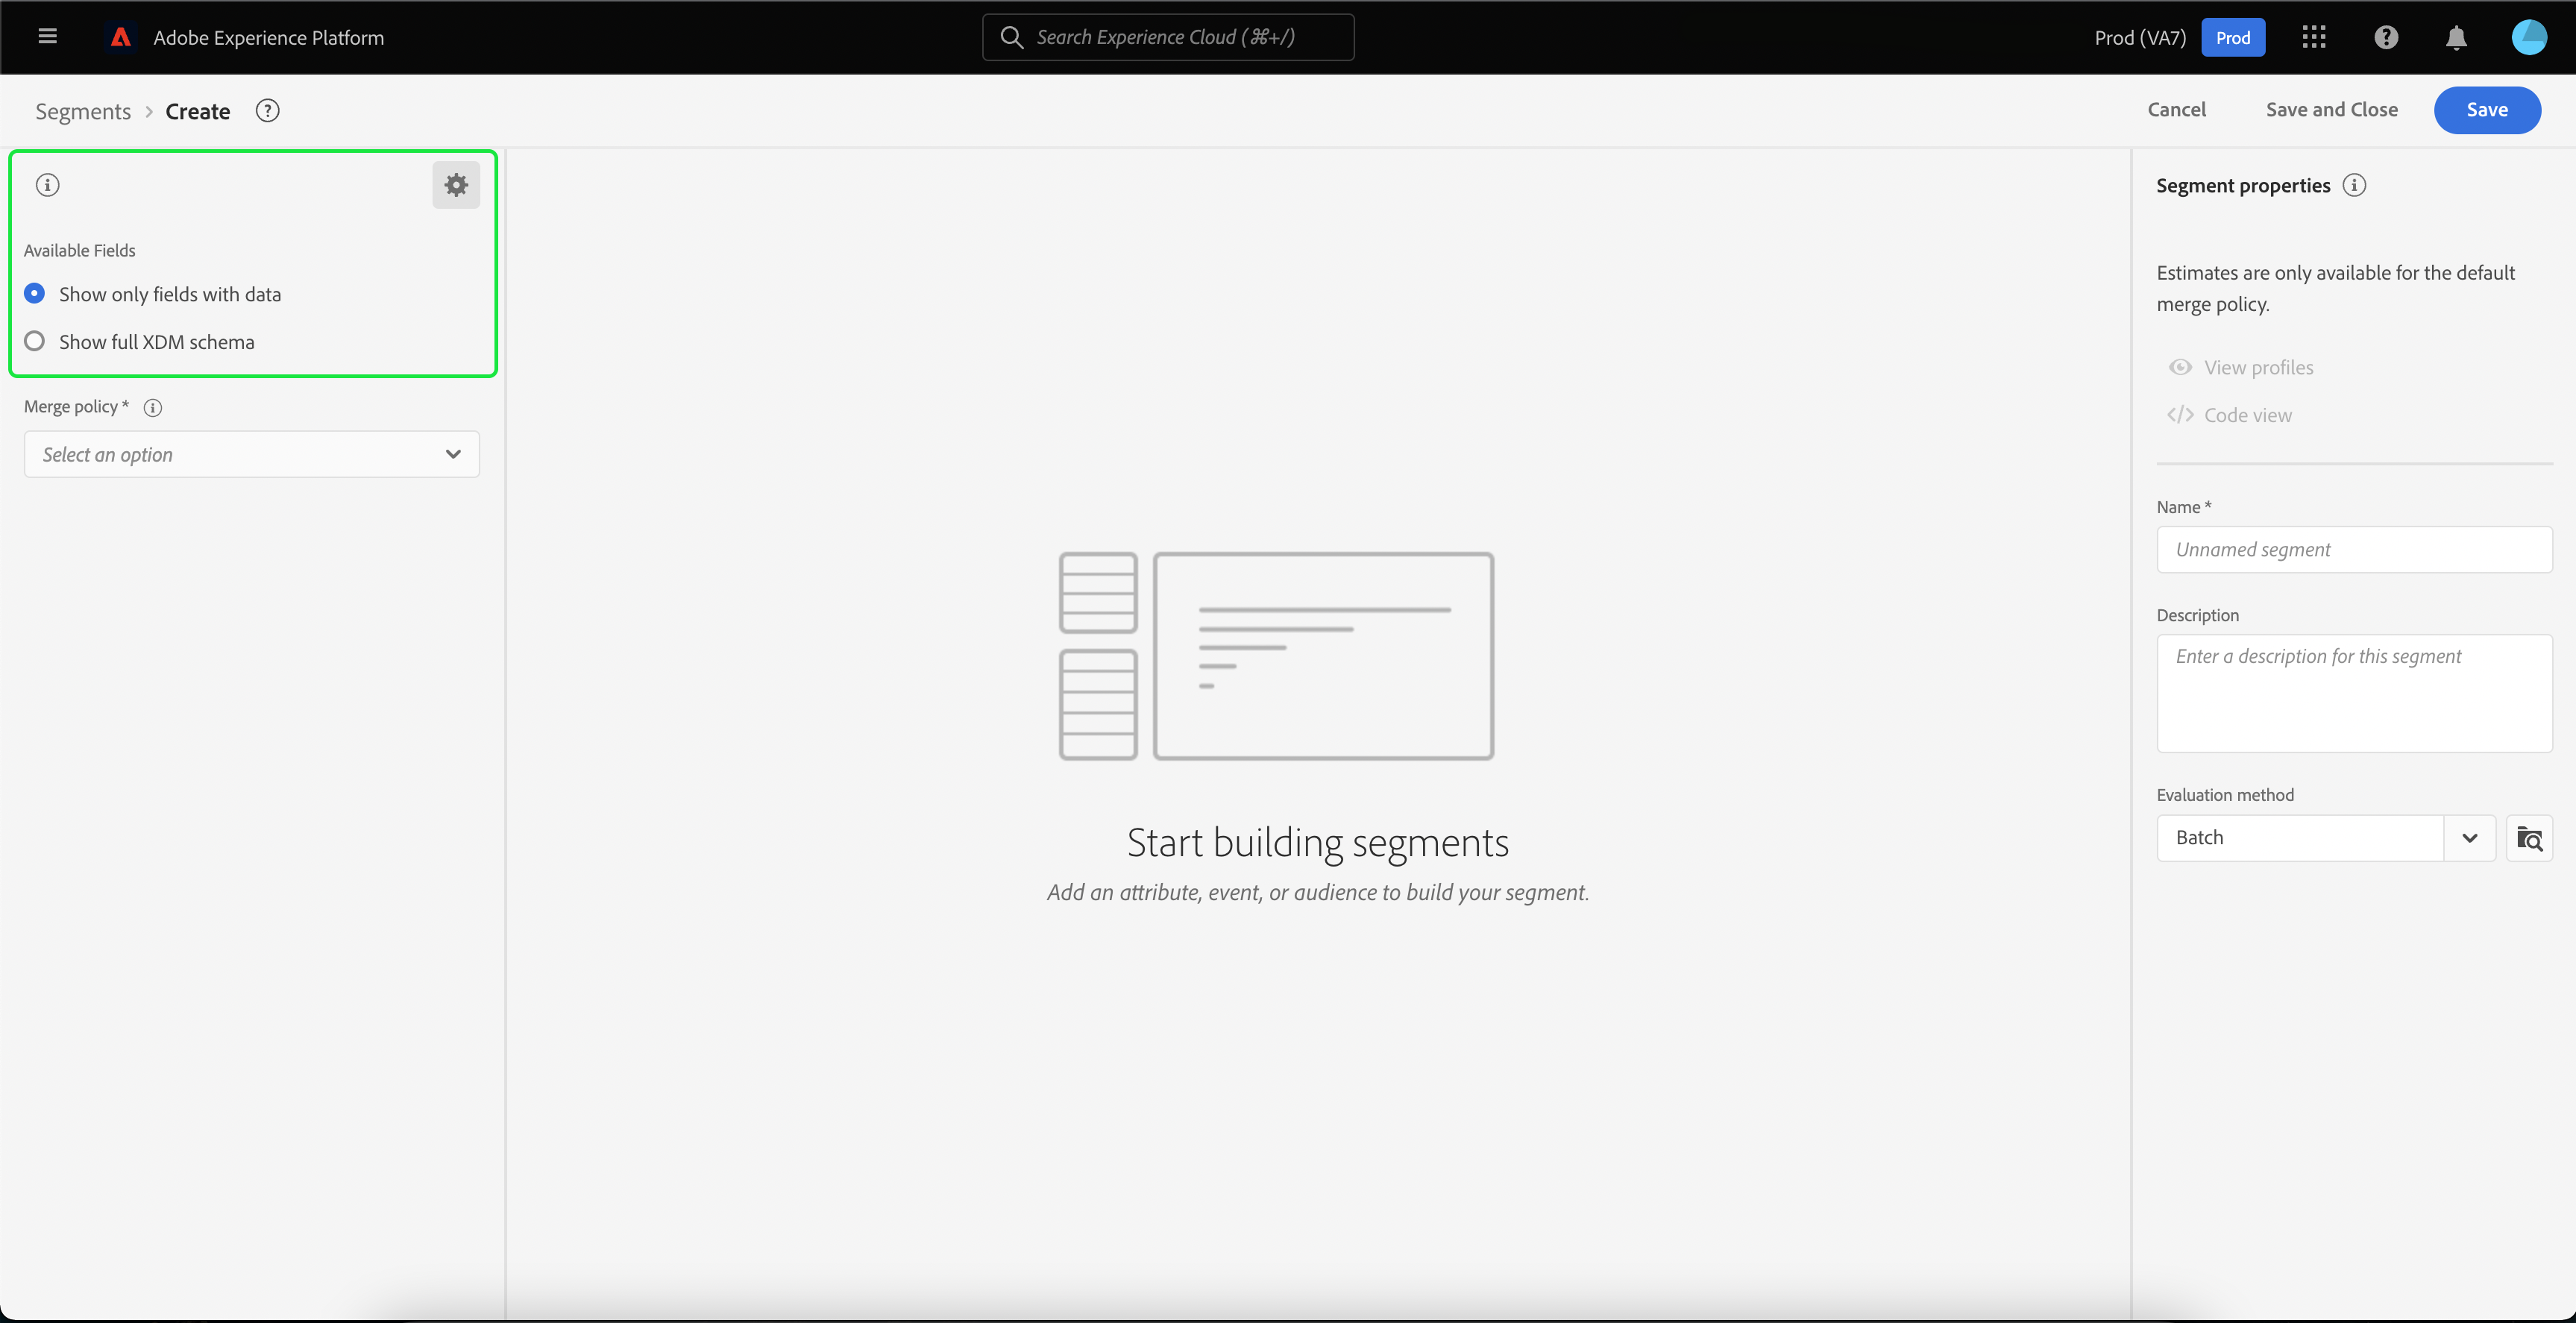 Adobe Experience Platform
Search Experience Cloud (⌘+/)
Prod (VA7)
Prod
Segments > Create
Cancel
Save and Close
Save
Available Fields
Show only fields with data
Show full XDM schema
Merge policy *
Select an option
Start building segments
Add an attribute, event, or audience to build your segment.
Segment properties
Estimates are only available for the default
merge policy.
View profiles
</> Code view
Name *
Unnamed segment
Description
Enter a description for this segment
Evaluation method
Batch